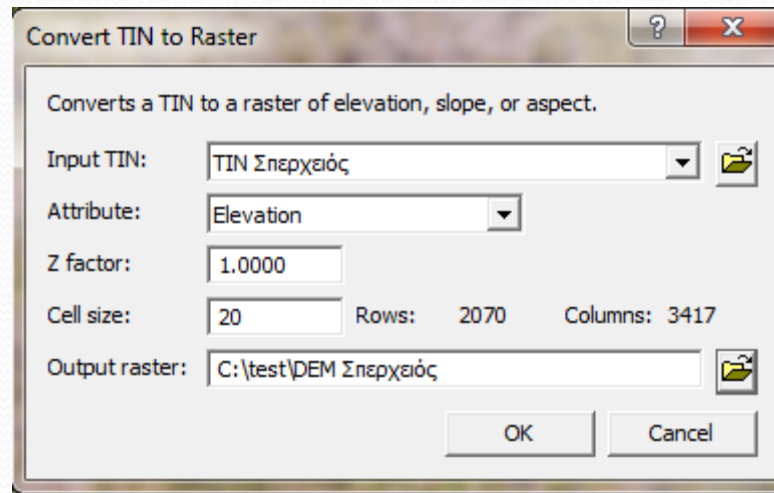 Convert TIN to Raster
Converts a TIN to a raster of elevation, slope, or aspect.
Input TIN: TIN Σπερχειός
Attribute: Elevation
Z factor: 1.0000
Cell size: 20 Rows: 2070 Columns: 3417
Output raster: C:\test\DEM Σπερχειός
OK Cancel